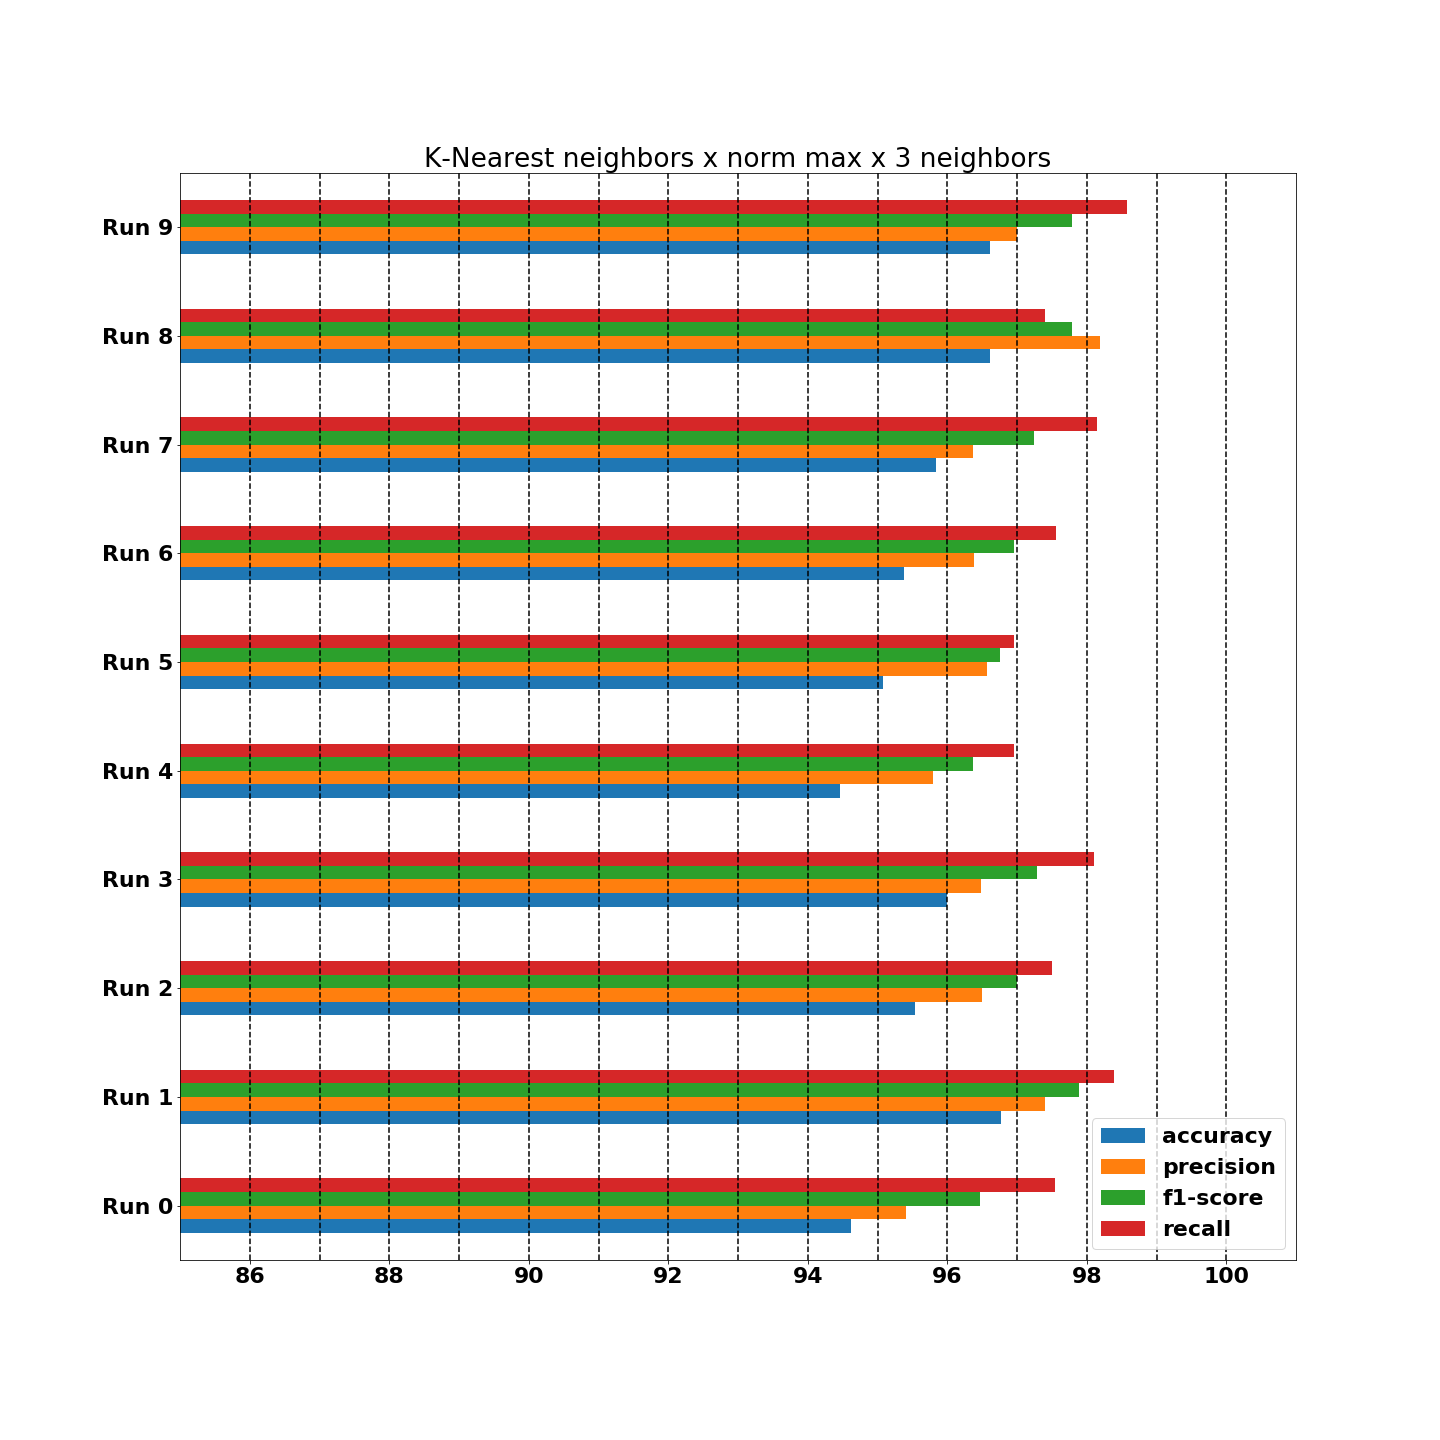 K-Nearest neighbors x norm max x 3 neighbors
Run 9
Run 8
Run 7
Run 6
Run 5
Run 4
Run 3
Run 2
Run 1
Run 0
accuracy
precision
f1-score
recall
86 88 90 92 94 96 98 100